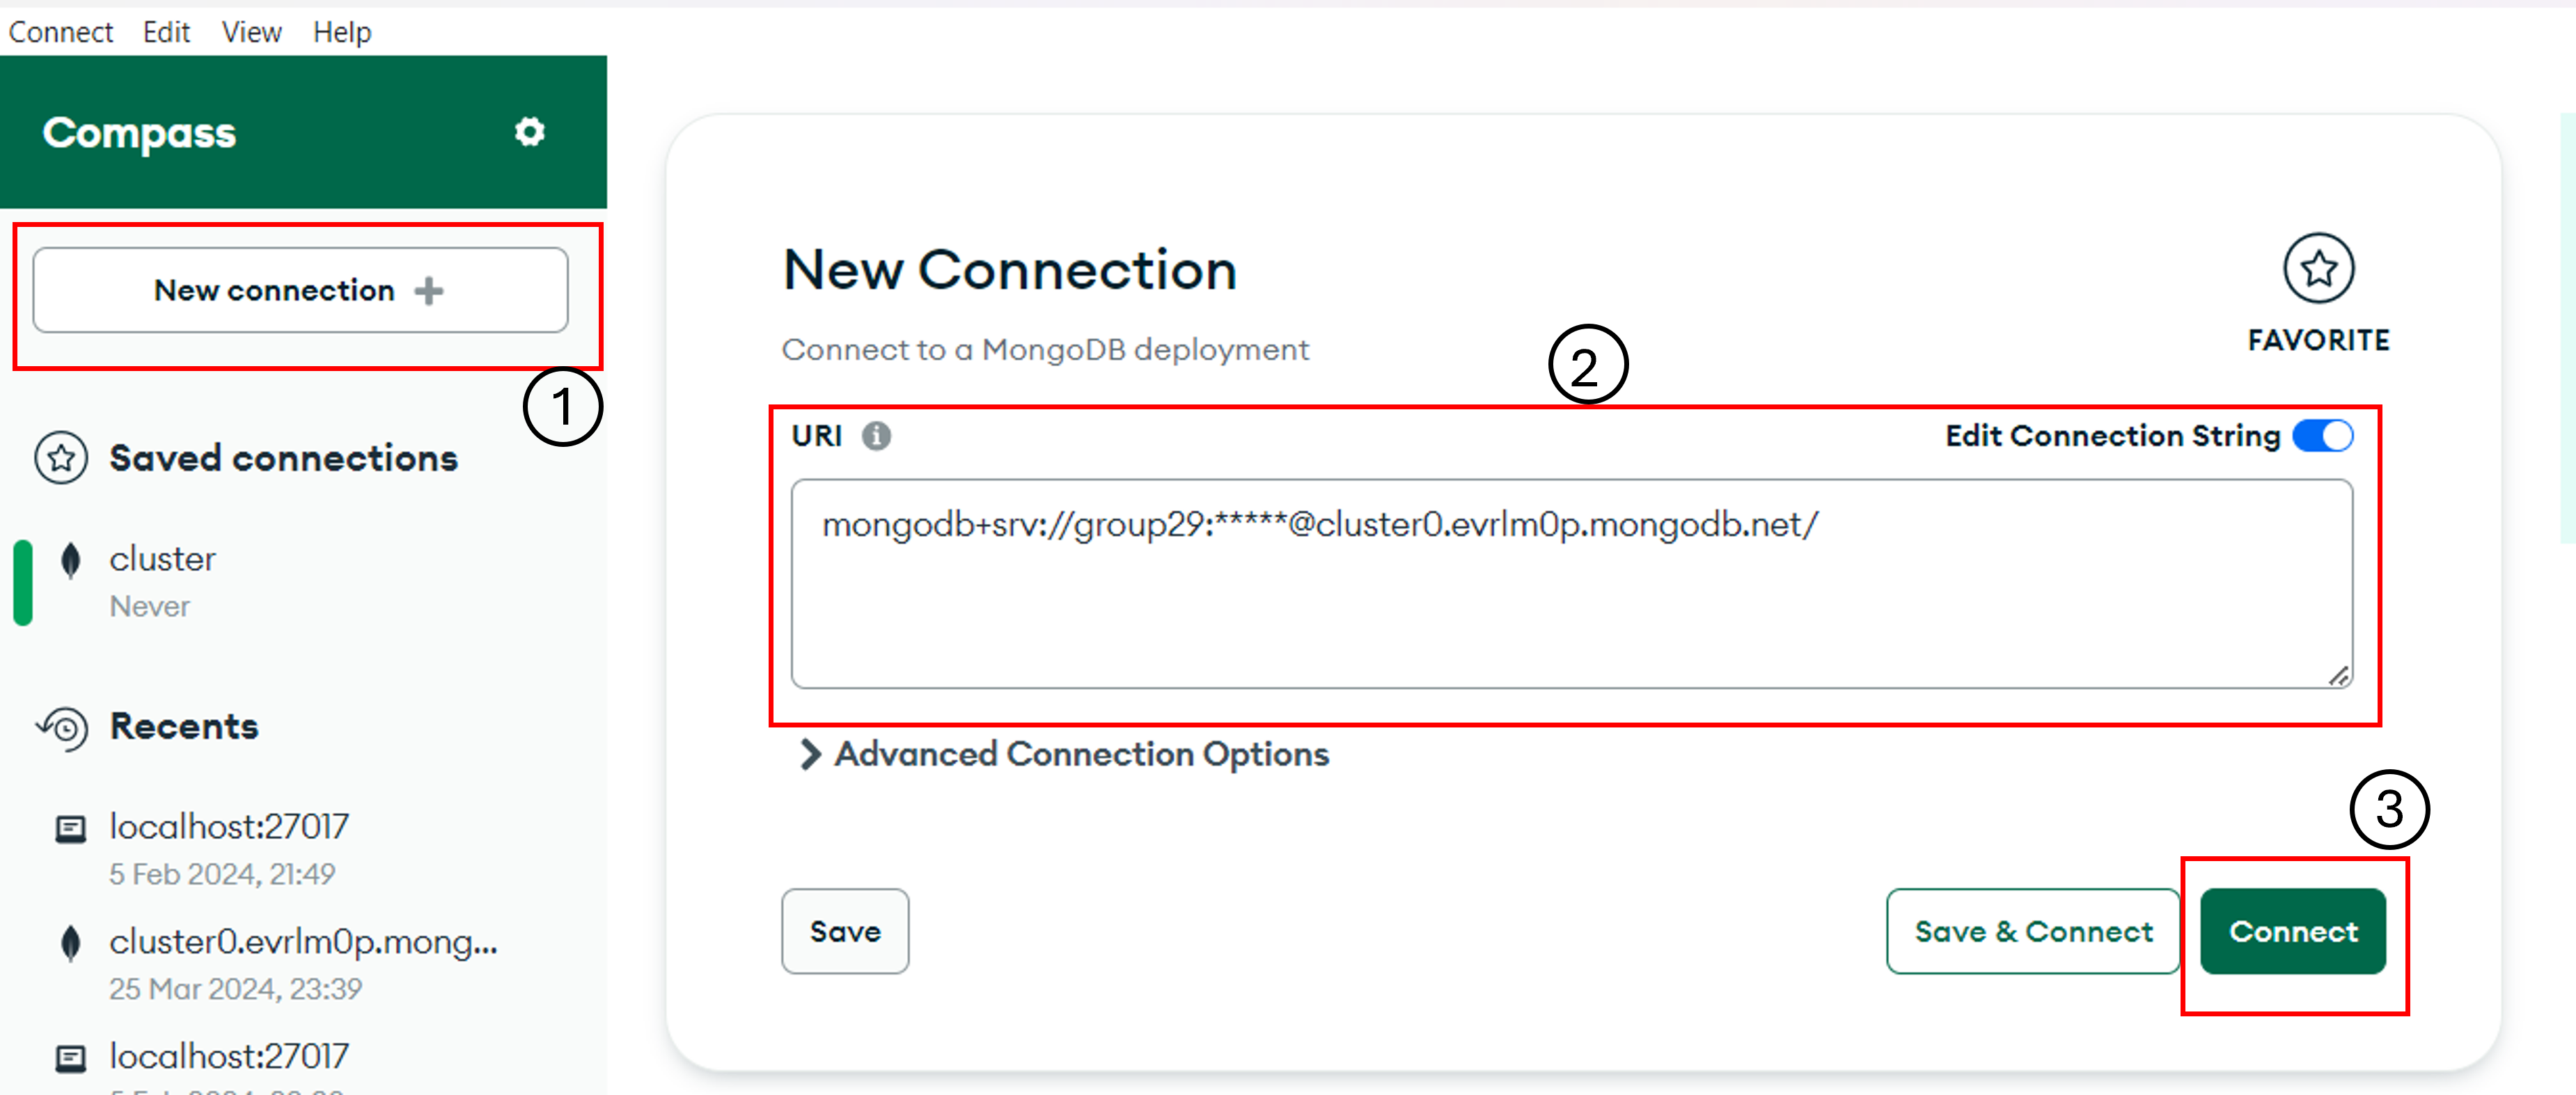 Connect Edit View Help
Compass
New connection
1
Saved connections
cluster
Never
Recents
localhost:27017
5 Feb 2024, 21:49
cluster0.evrlm0p.mong...
25 Mar 2024, 23:39
localhost:27017
New Connection
FAVORITE
Connect to a MongoDB deployment
2
URI
Edit Connection String
mongodb+srv://group29:*****@cluster0.evrlm0p.mongodb.net/
Advanced Connection Options
3
Save
Save & Connect
Connect